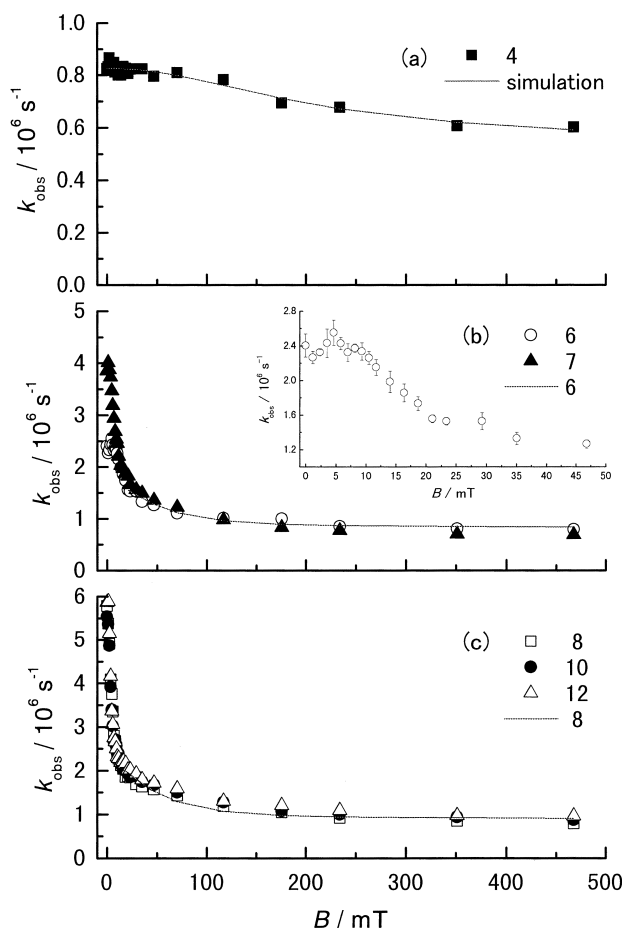 (a)
4
simulation
k_obs / 10^6 s^-1
1.0
0.8
0.6
0.4
0.2
0.0
(b)
6
7
6
k_obs / 10^6 s^-1
5
4
3
2
1
0
k_obs / 10^6 s^-1
2.8
2.4
2.0
1.6
1.2
0 5 10 15 20 25 30 35 40 45 50
B / mT
(c)
8
10
12
8
k_obs / 10^6 s^-1
6
5
4
3
2
1
0
0 100 200 300 400 500
B / mT